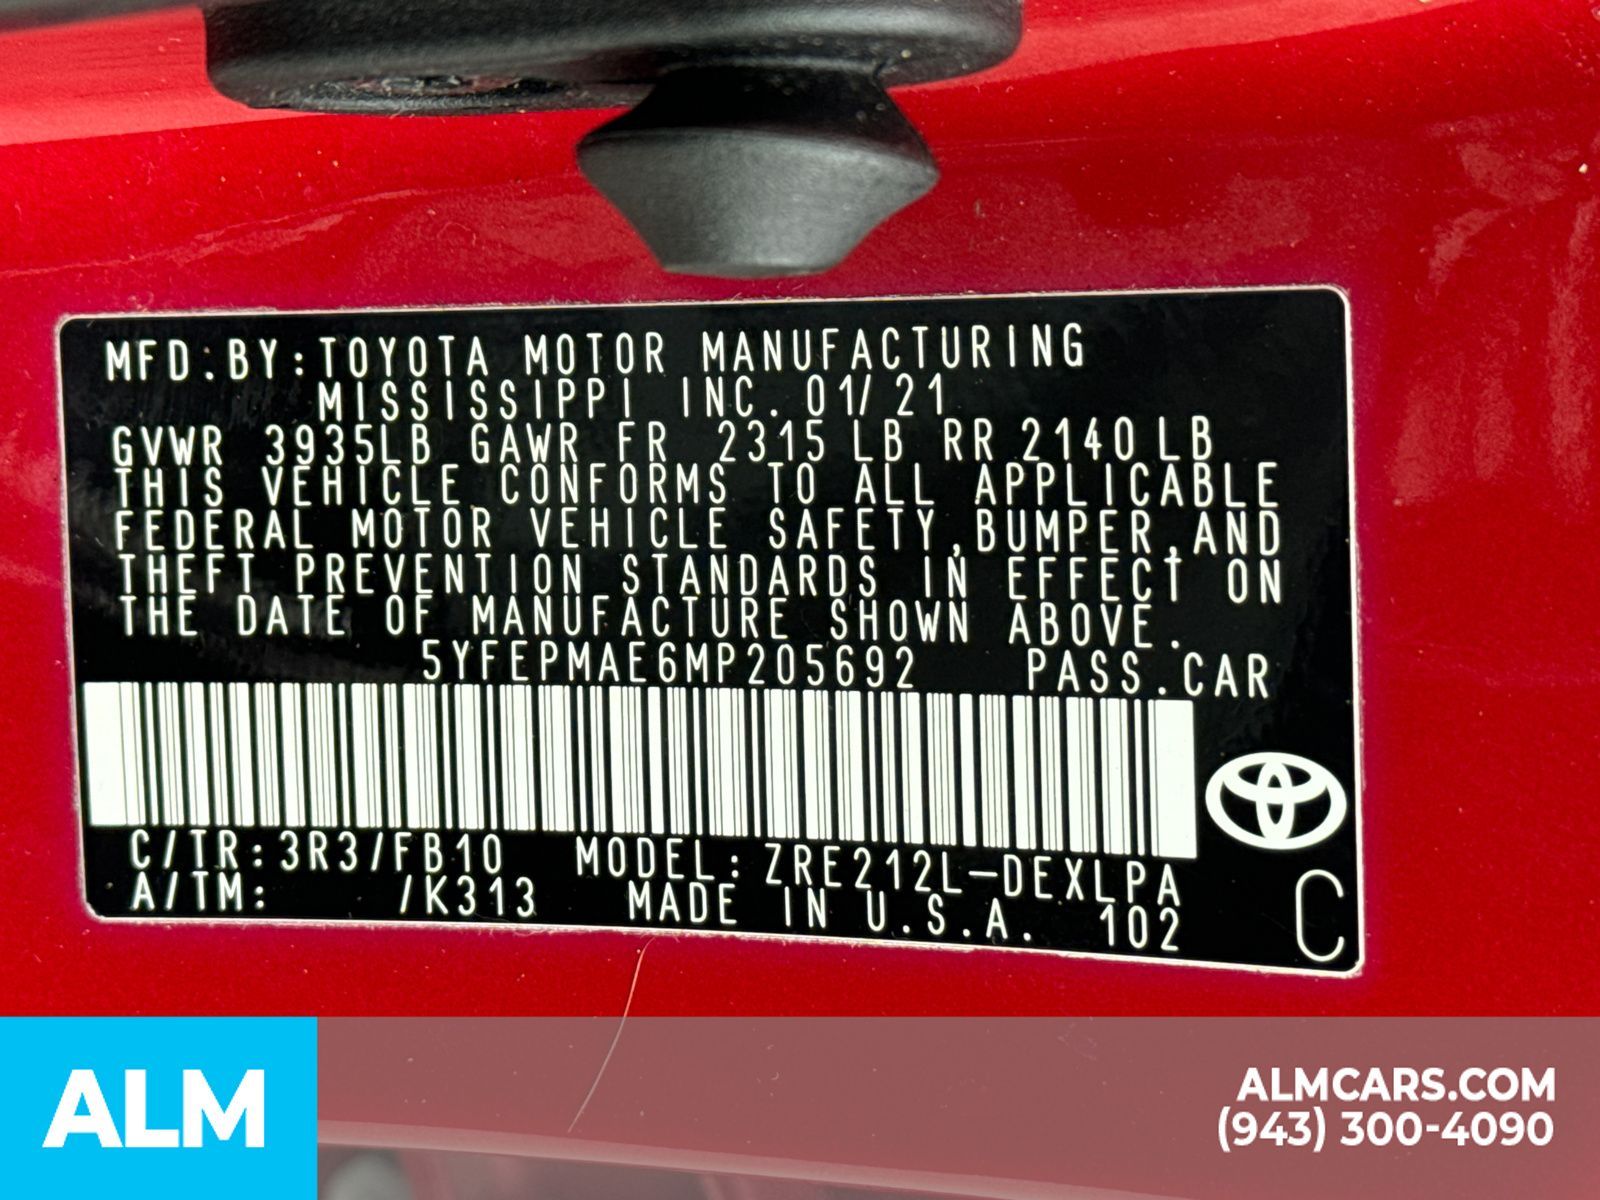 MFD.BY:TOYOTA MOTOR MANUFACTURING
MISSISSIPPI INC. 01/21
GVWR 3935LB GAWR FR 2315 LB RR 2140 LB
THIS VEHICLE CONFORMS TO ALL APPLICABLE
FEDERAL MOTOR VEHICLE SAFETY,BUMPER,AND
THEFT PREVENTION STANDARDS IN EFFECT ON
THE DATE OF MANUFACTURE SHOWN ABOVE.
5YFEPMAE6MP205692 PASS.CAR
C/TR:3R3/FB10 MODEL:ZRE212L-DEXLPA
A/TM: /K313 MADE IN U.S.A. 102
C
ALM
ALMCARS.COM
(943) 300-4090